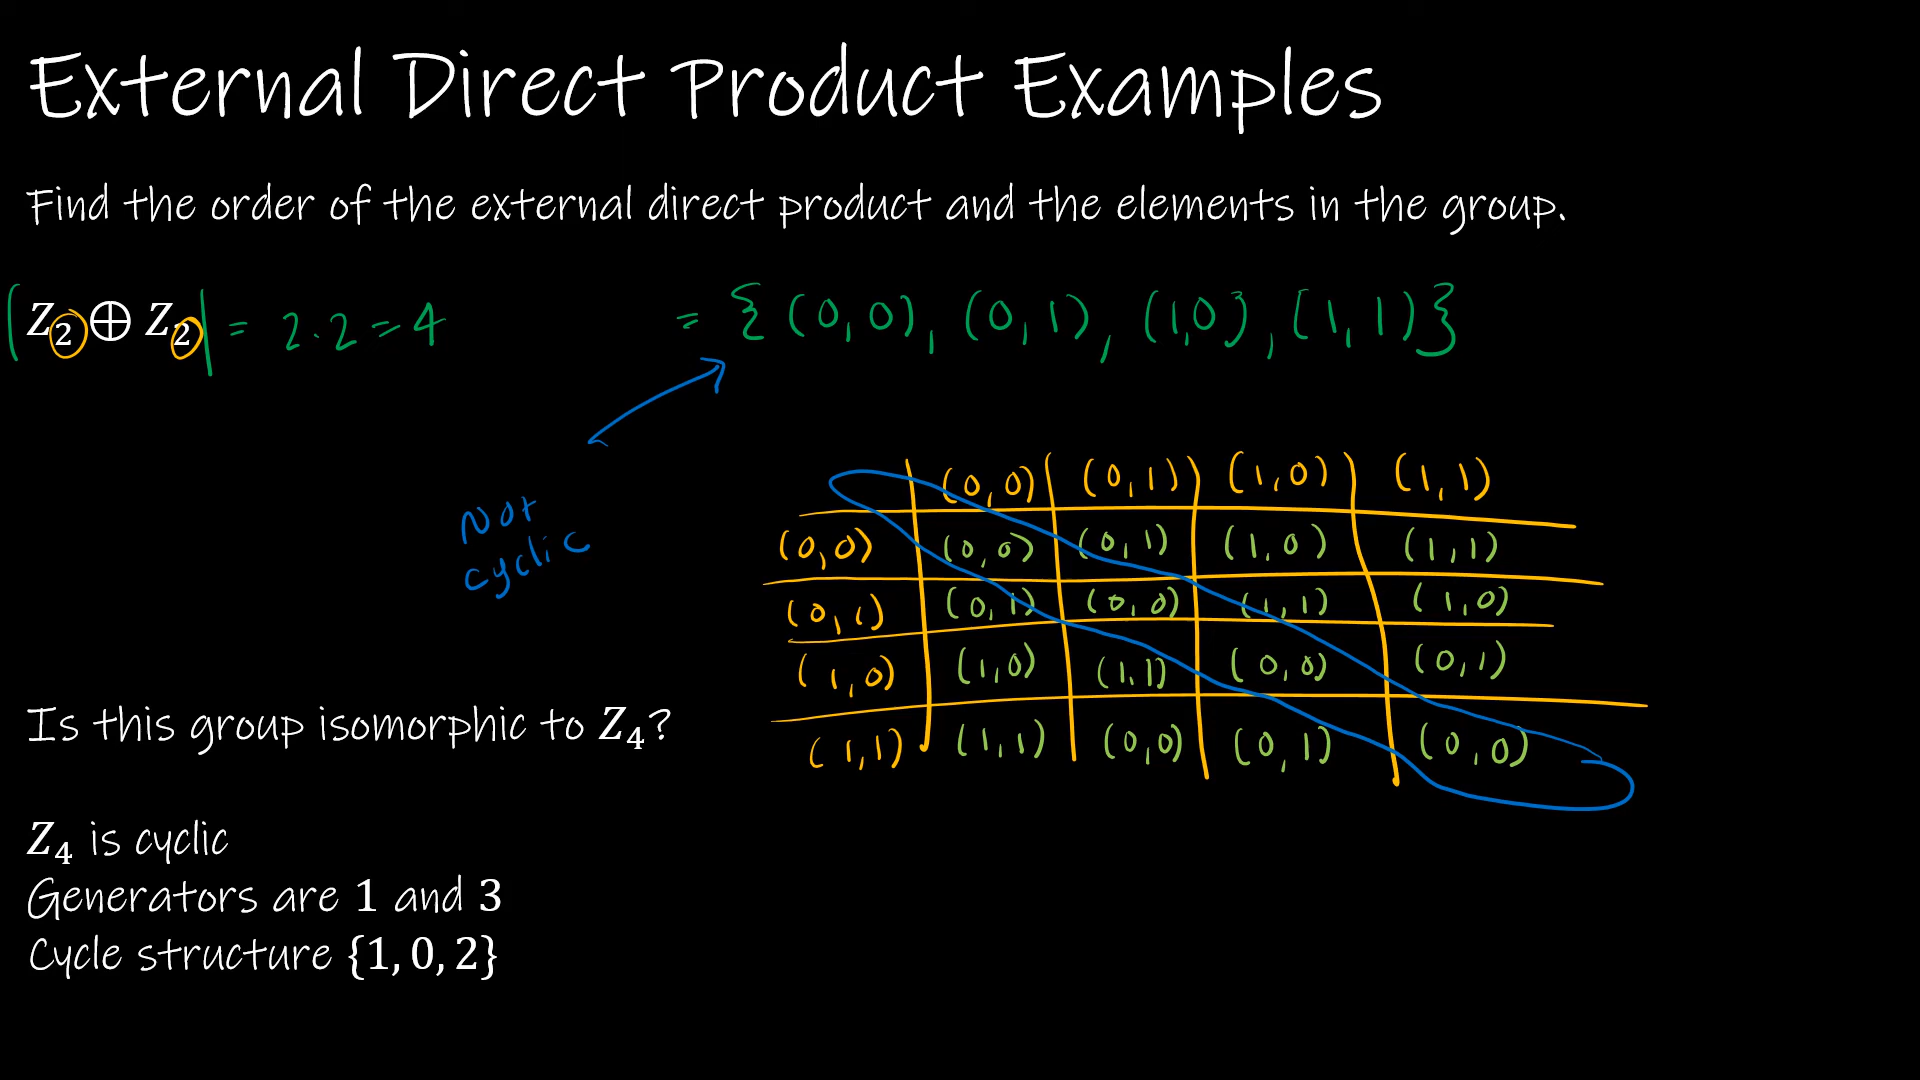 External Direct Product Examples
Find the order of the external direct product and the elements in the group.
|Z₂ ⊕ Z₂| = 2·2 = 4 = {(0,0), (0,1), (1,0), (1,1)}
Not
cyclic
(0,0) (0,1) (1,0) (1,1)
(0,0) (0,0) (0,1) (1,0) (1,1)
(0,1) (0,1) (0,0) (1,1) (1,0)
(1,0) (1,0) (1,1) (0,0) (0,1)
(1,1) (1,1) (0,0) (0,1) (0,0)
Is this group isomorphic to Z₄?
Z₄ is cyclic
Generators are 1 and 3
Cycle structure {1, 0, 2}